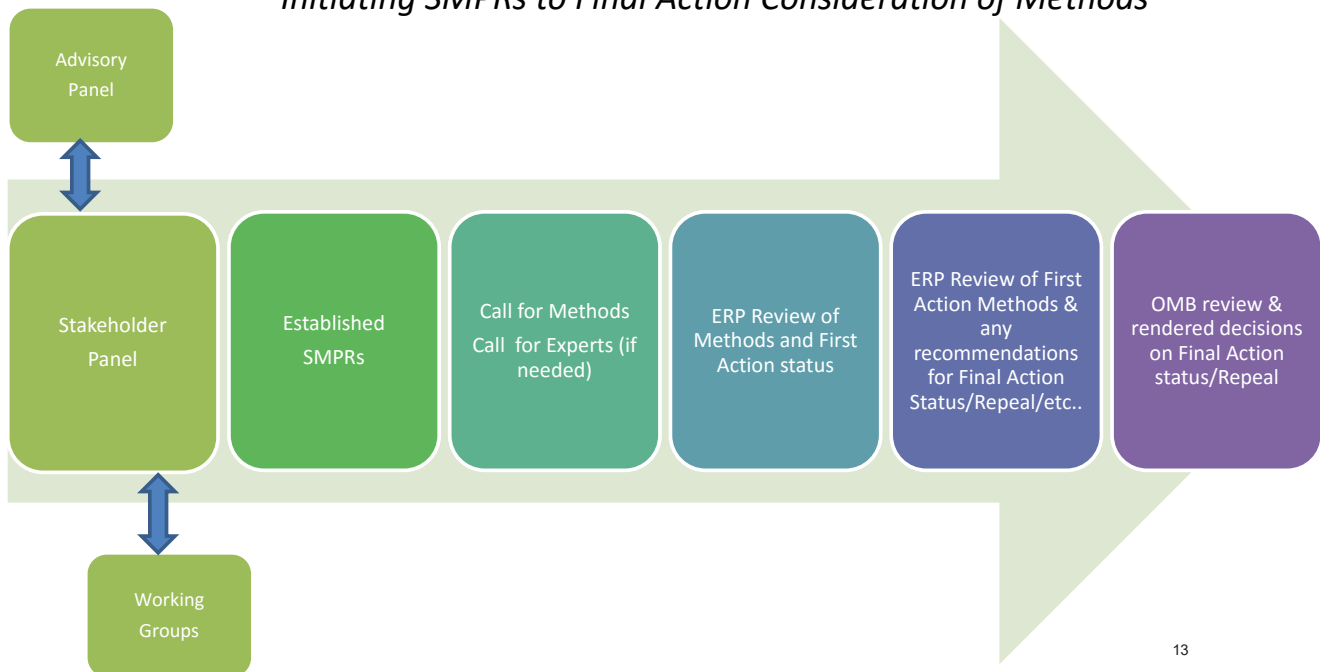 Initiating SMPRs to Final Action Consideration of Methods
Advisory
Panel
Stakeholder
Panel
Established
SMPRs
Call for Methods
Call for Experts (if
needed)
ERP Review of
Methods and First
Action status
ERP Review of First
Action Methods &
any
recommendations
for Final Action
Status/Repeal/etc..
OMB review &
rendered decisions
on Final Action
status/Repeal
Working
Groups
13